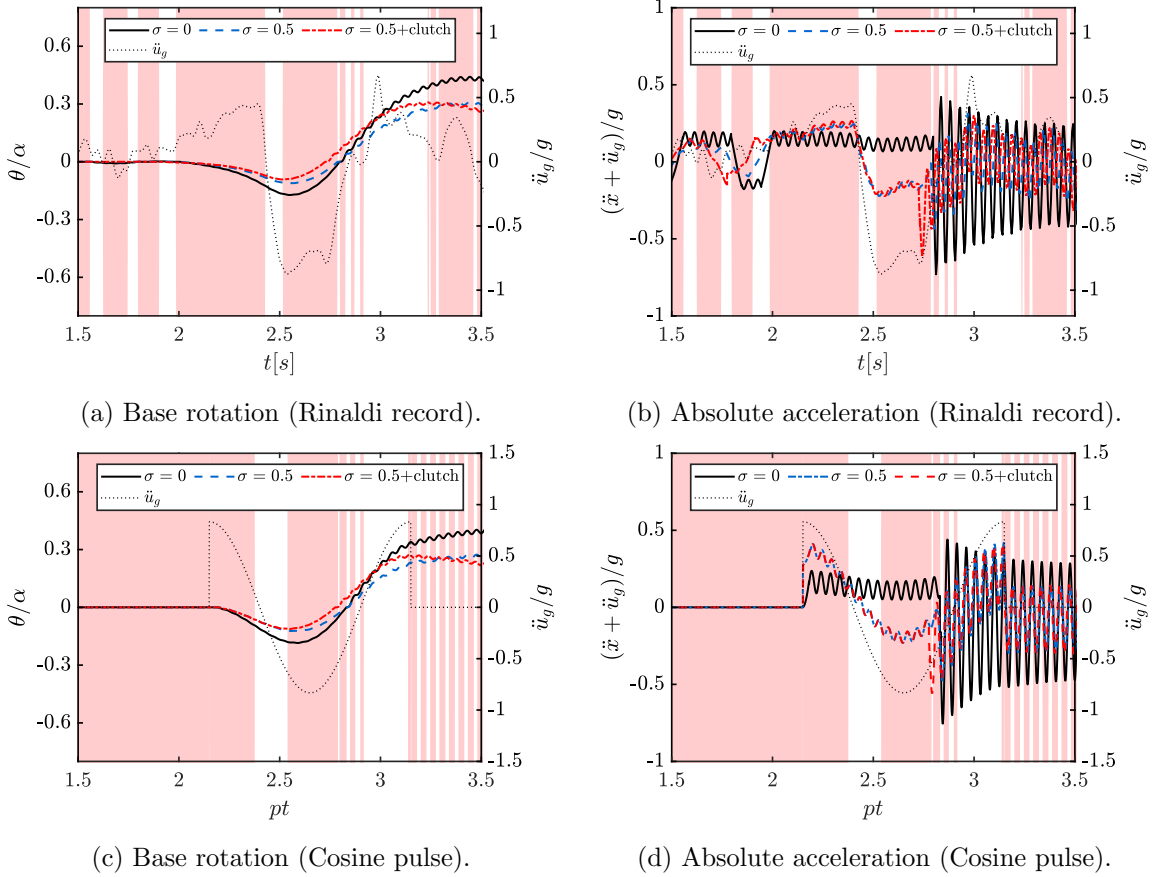 σ = 0 σ = 0.5 σ = 0.5+clutch
ü_g
0.6
0.3
0
-0.3
-0.6
θ/α
1
0.5
0
-0.5
-1
ü_g/g
1.5 2 2.5 3 3.5
t[s]
(a) Base rotation (Rinaldi record).
σ = 0 σ = 0.5 σ = 0.5+clutch
ü_g
1
0.5
0
-0.5
-1
(ẍ + ü_g)/g
1
0.5
0
-0.5
-1
ü_g/g
1.5 2 2.5 3 3.5
t[s]
(b) Absolute acceleration (Rinaldi record).
σ = 0 σ = 0.5 σ = 0.5+clutch
ü_g
0.6
0.3
0
-0.3
-0.6
θ/α
1.5
1
0.5
0
-0.5
-1
-1.5
ü_g/g
1.5 2 2.5 3 3.5
pt
(c) Base rotation (Cosine pulse).
σ = 0 σ = 0.5 σ = 0.5+clutch
ü_g
1
0.5
0
-0.5
-1
(ẍ + ü_g)/g
1.5
1
0.5
0
-0.5
-1
-1.5
ü_g/g
1.5 2 2.5 3 3.5
pt
(d) Absolute acceleration (Cosine pulse).